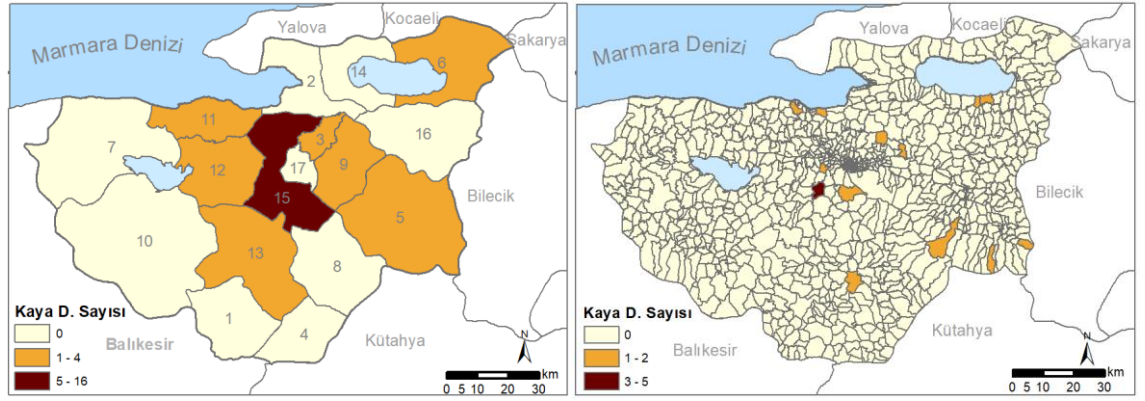 Yalova
Kocaeli
Sakarya
Marmara Denizi
6
14
2
11
3
16
7
12
9
17
15
5
10
13
8
1
4
Bilecik
Kütahya
Balıkesir
Kaya D. Sayısı
0
1 - 4
5 - 16
N
km
0 5 10 20 30
Yalova
Kocaeli
Sakarya
Marmara Denizi
Bilecik
Kütahya
Balıkesir
Kaya D. Sayısı
0
1 - 2
3 - 5
N
km
0 5 10 20 30